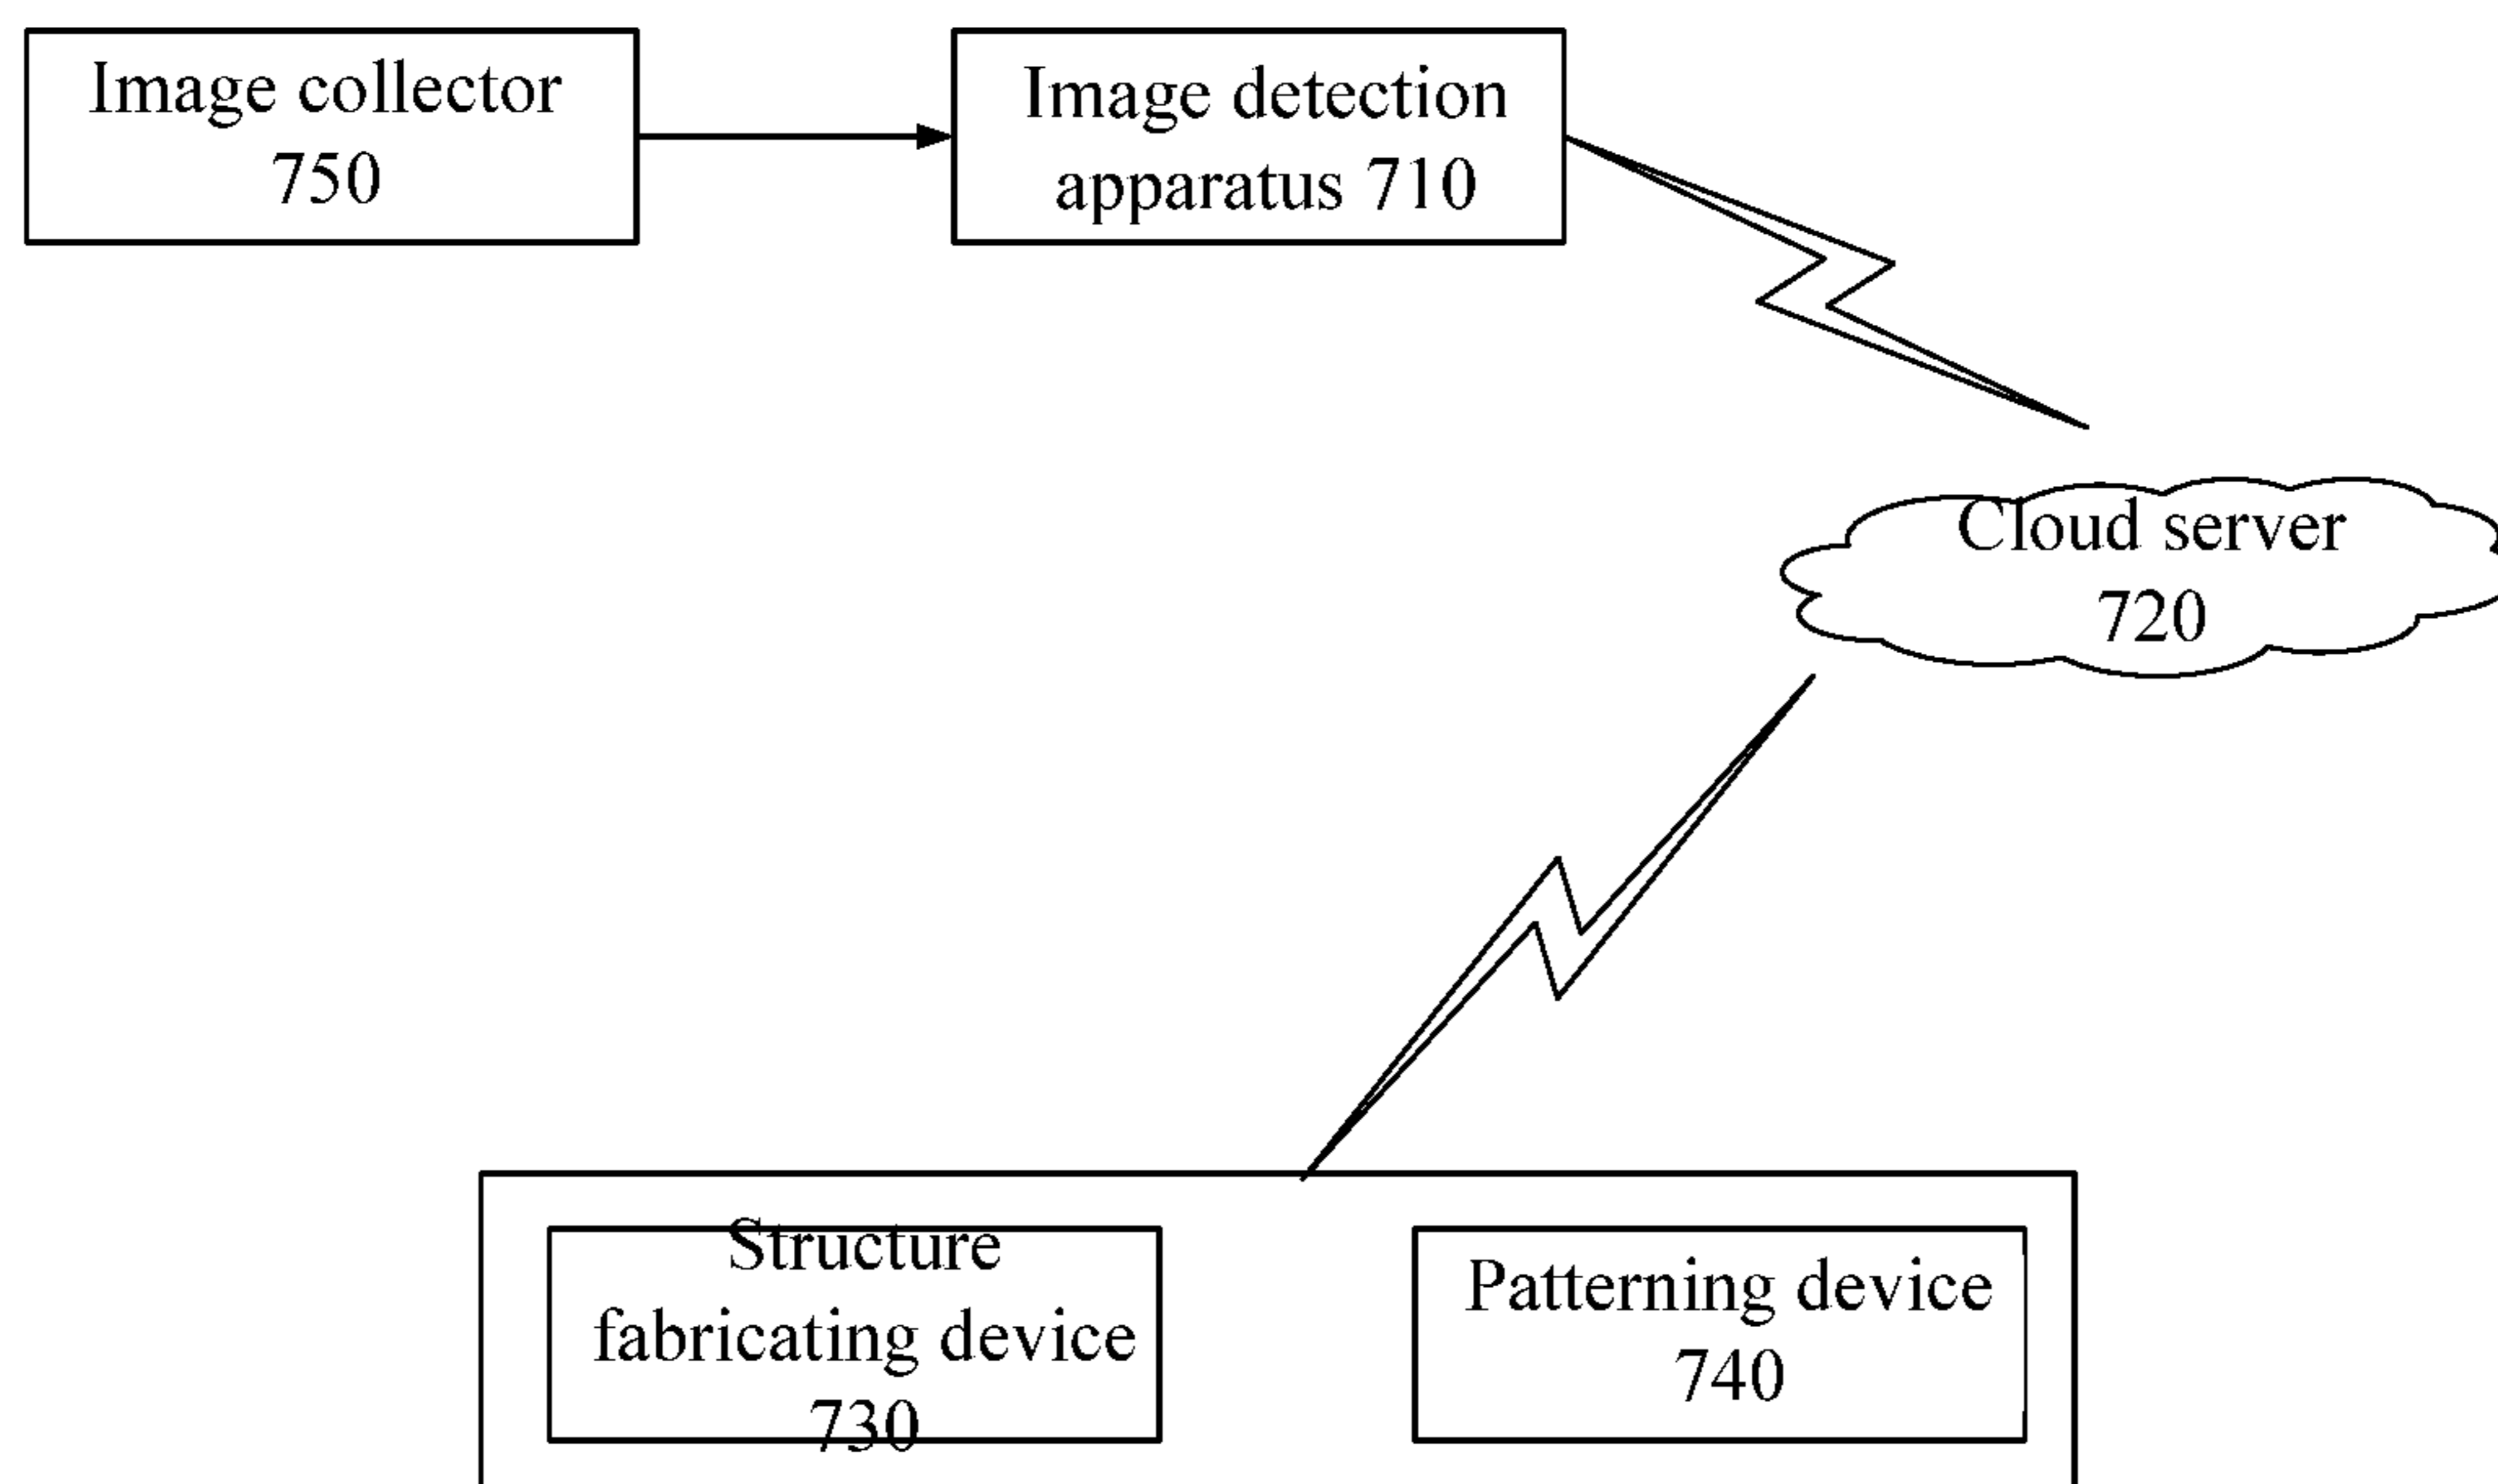 Image collector
750
Image detection
apparatus 710
Cloud server
720
Structure
fabricating device
730
Patterning device
740